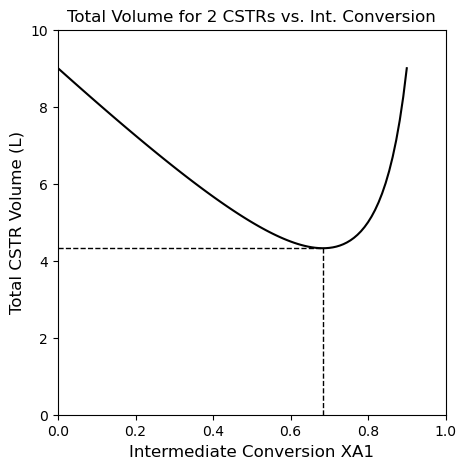 Total Volume for 2 CSTRs vs. Int. Conversion
Total CSTR Volume (L)
10
8
6
4
2
0
0.0 0.2 0.4 0.6 0.8 1.0
Intermediate Conversion XA1